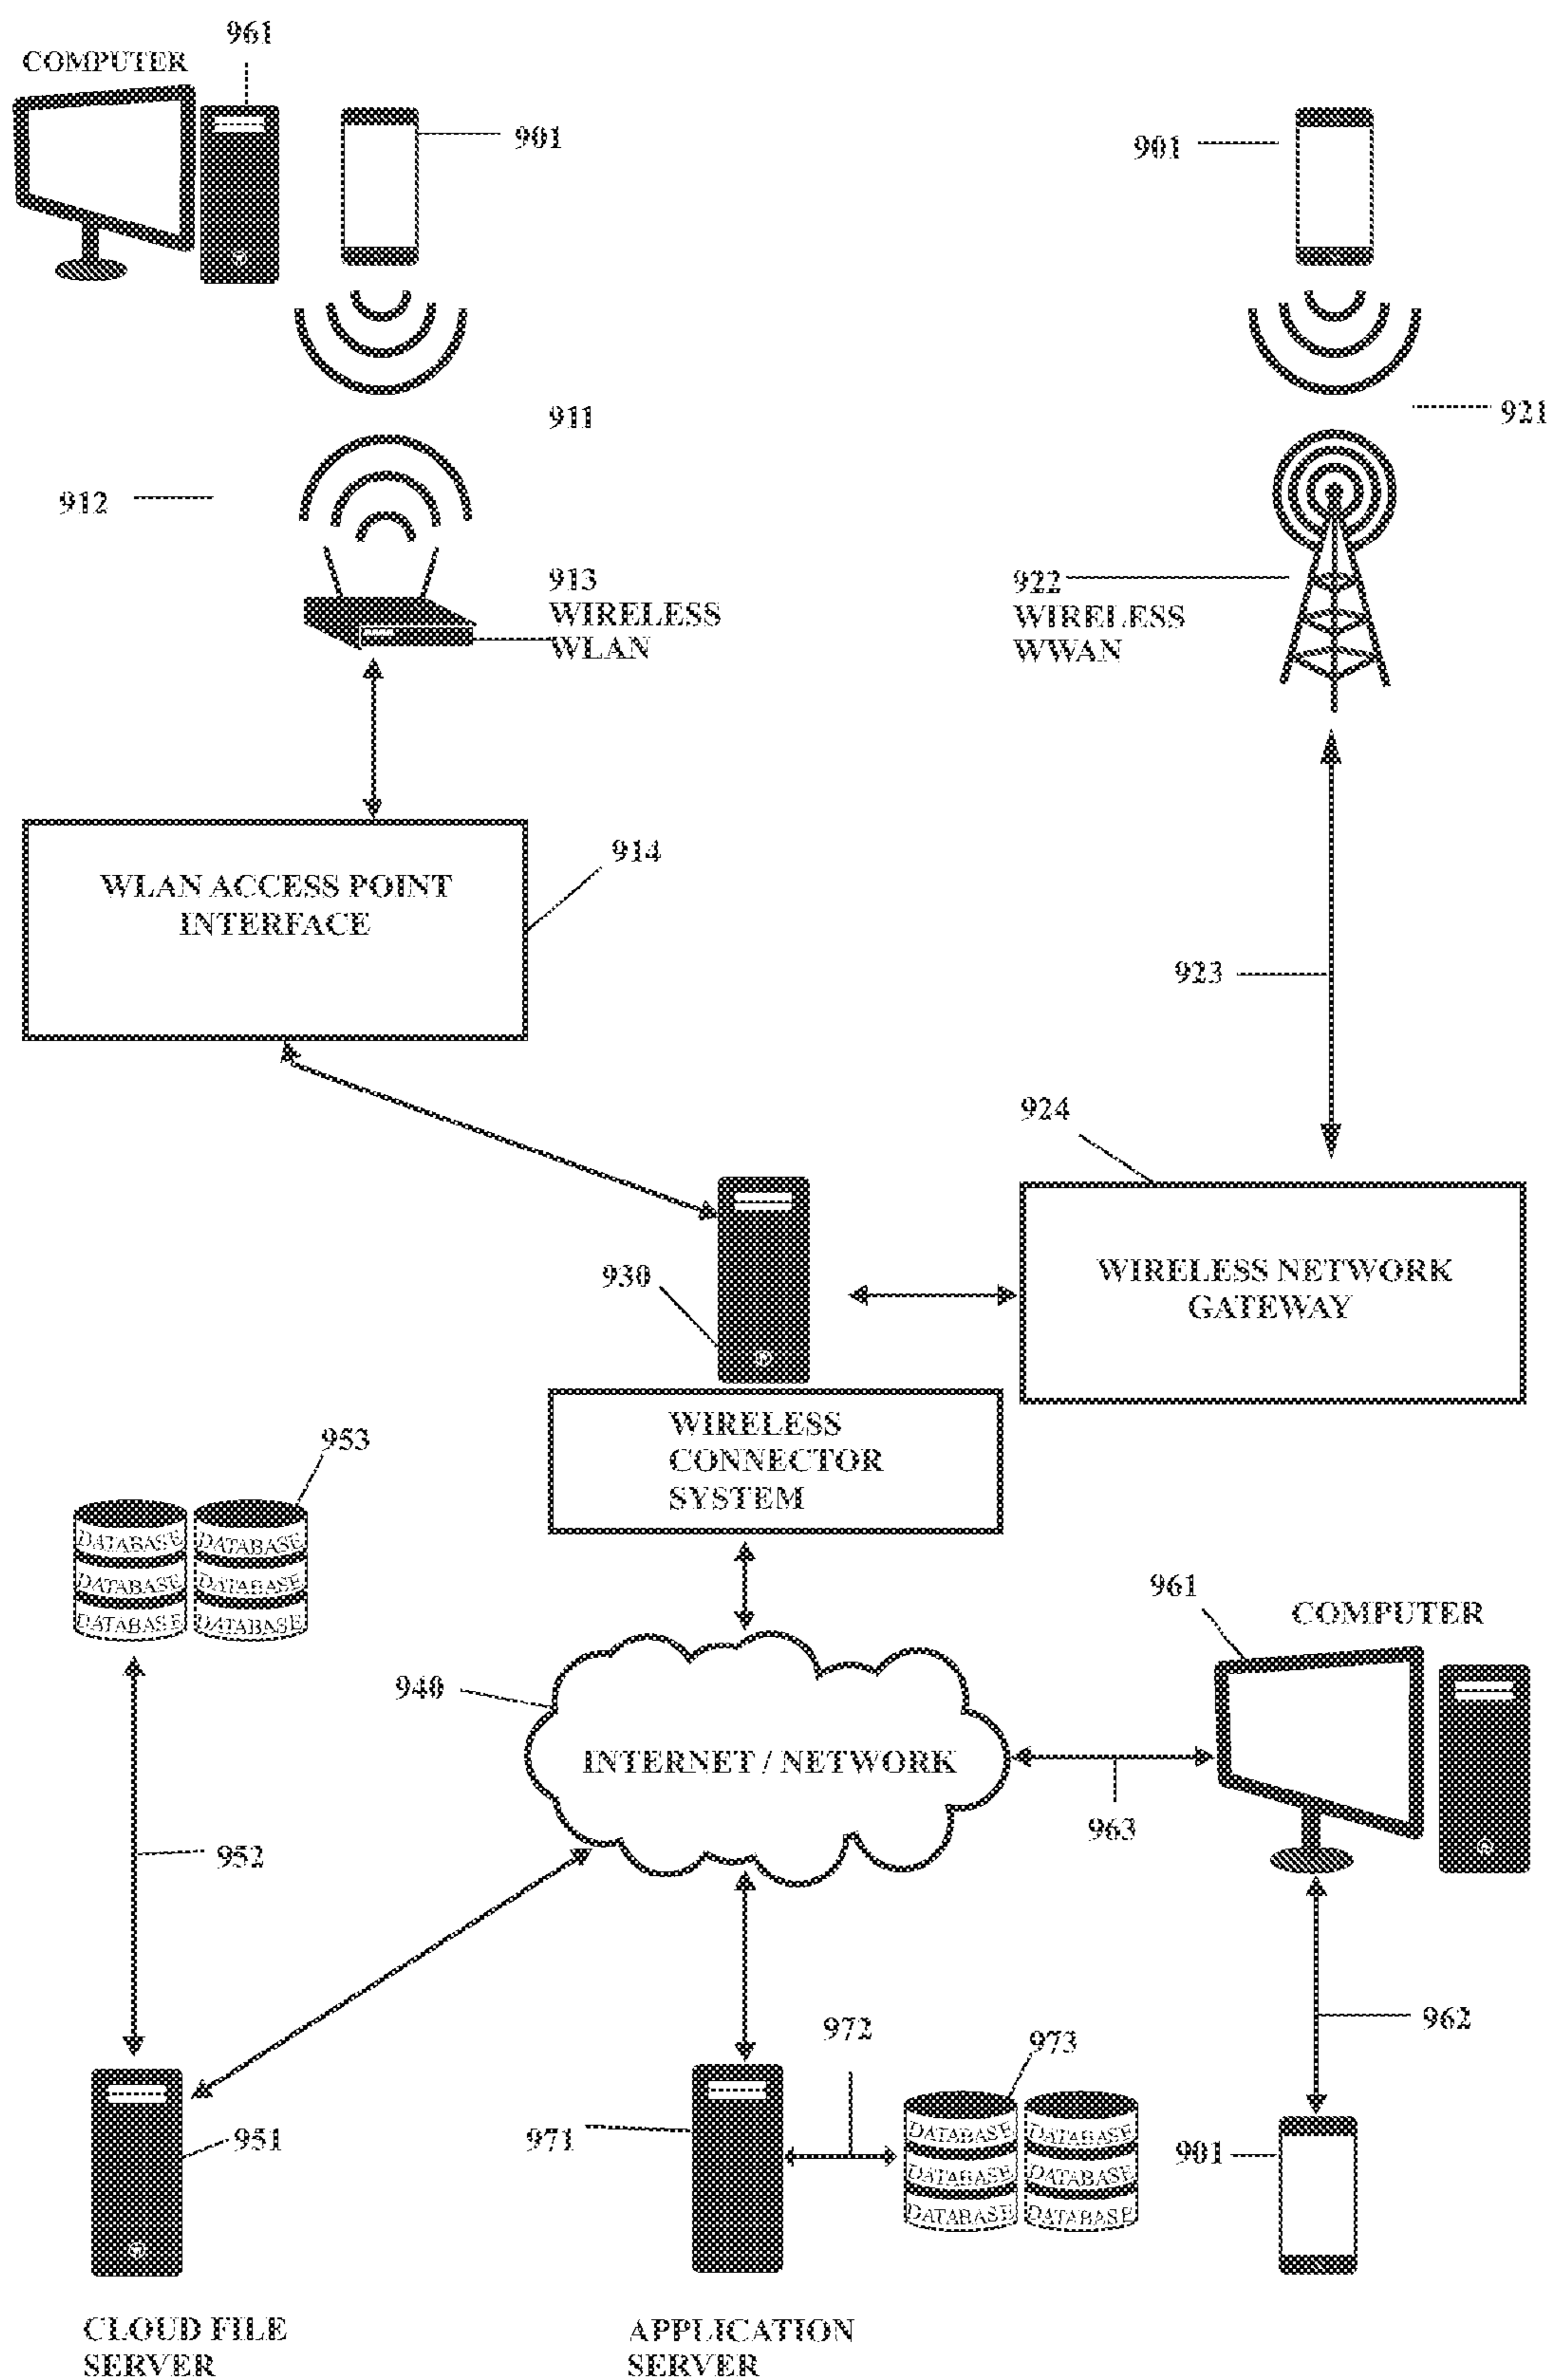 961
COMPUTER
901
901
911
921
912
913
WIRELESS
WLAN
922
WIRELESS
WWAN
914
WLAN ACCESS POINT
INTERFACE
923
924
930
WIRELESS NETWORK
GATEWAY
WIRELESS
CONNECTOR
SYSTEM
953
DATABASE DATABASE
DATABASE DATABASE
DATABASE DATABASE
961
COMPUTER
940
INTERNET / NETWORK
963
952
972
973
962
951
971
DATABASE DATABASE
DATABASE DATABASE
DATABASE DATABASE
901
CLOUD FILE
SERVER
APPLICATION
SERVER